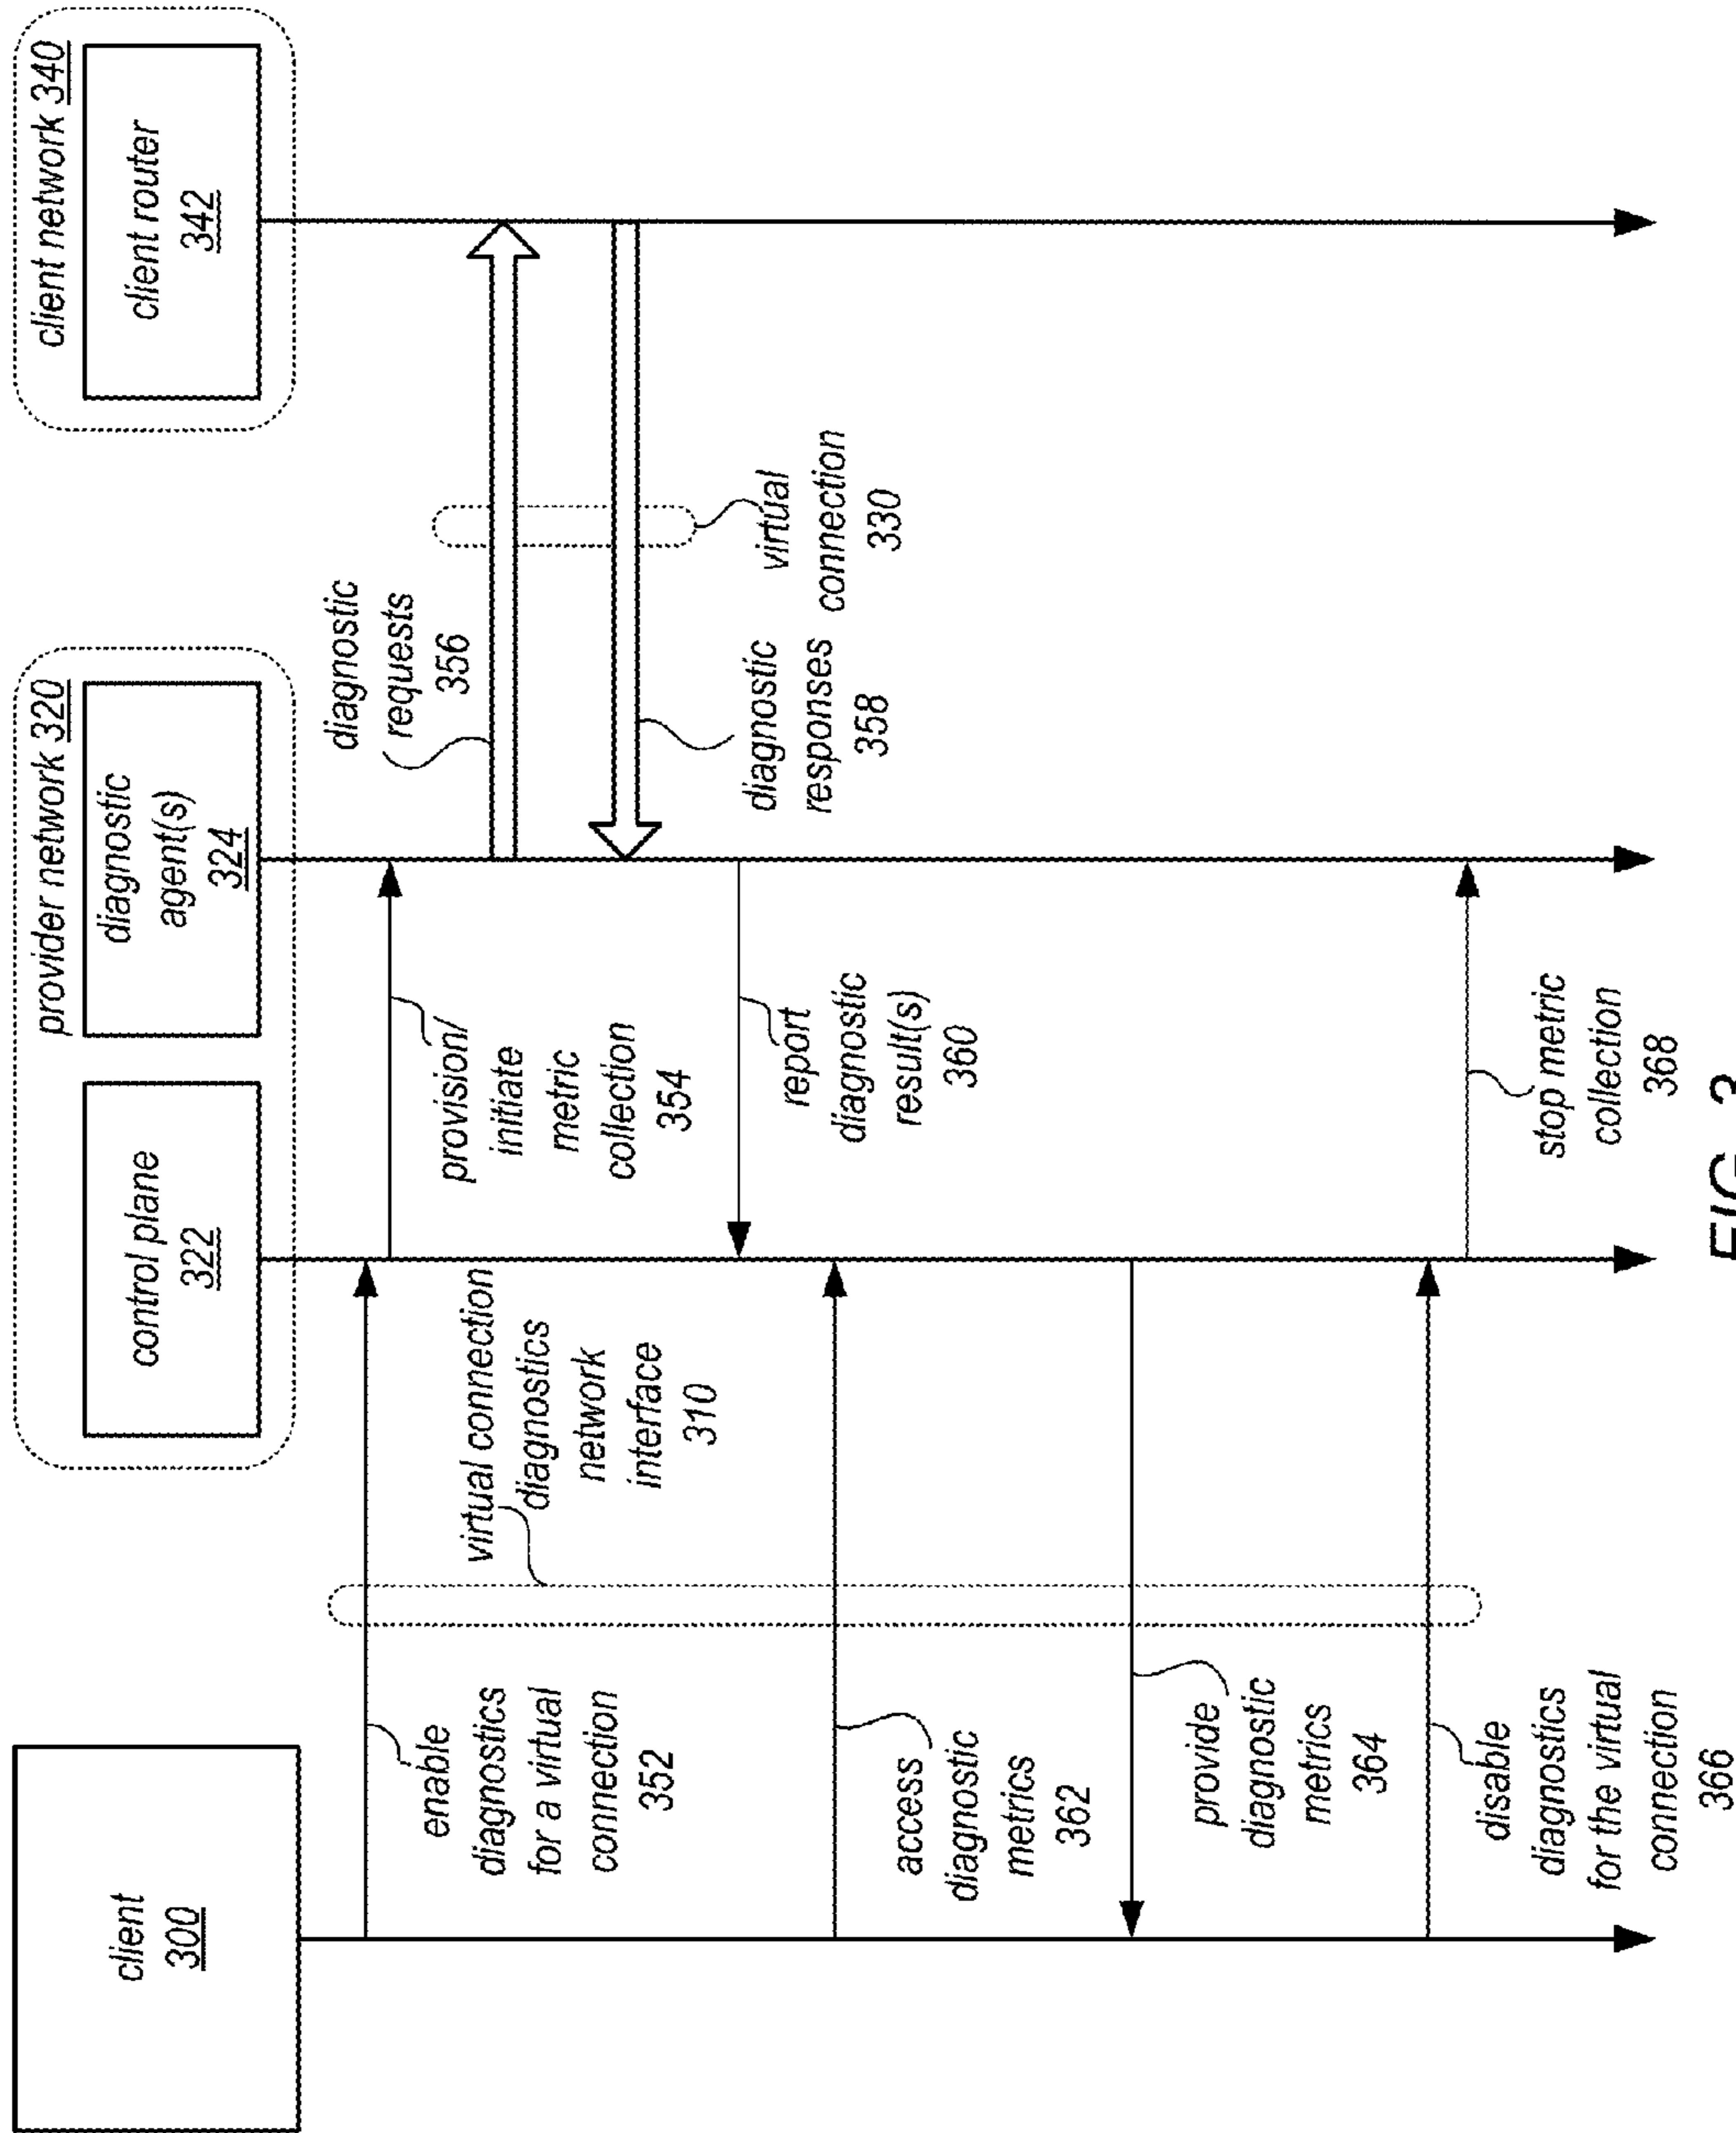 client
300
provider network 320
control plane
322
diagnostic
agent(s)
324
client network 340
client router
342
enable
diagnostics
for a virtual
connection
352
virtual connection
diagnostics
network
interface
310
provision/
initiate
metric
collection
354
diagnostic
requests
356
virtual
connection
330
diagnostic
responses
358
report
diagnostic
result(s)
360
access
diagnostic
metrics
362
provide
diagnostic
metrics
364
disable
diagnostics
for the virtual
connection
366
stop metric
collection
368
FIG. 3